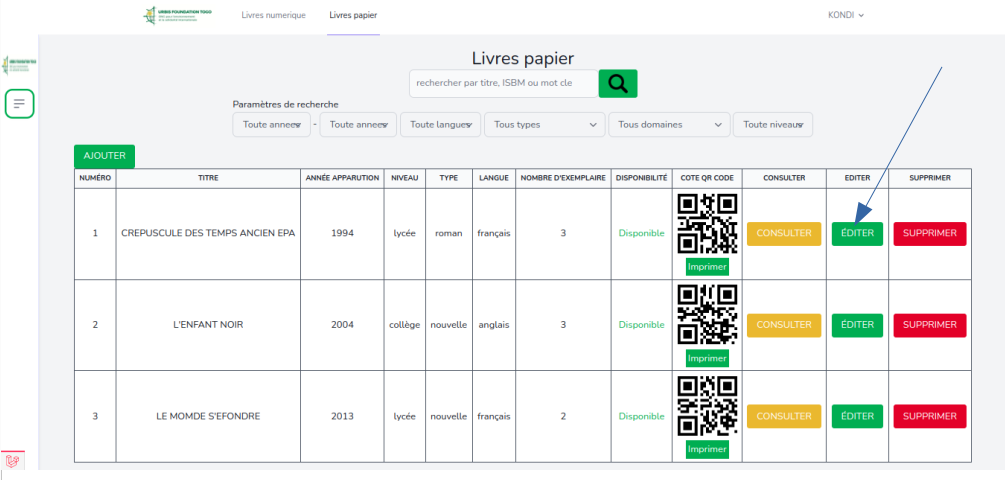 URBIS FOUNDATION TOGO
Livres numerique
Livres papier
KONDI
Livres papier
rechercher par titre, ISBM ou mot cle
Paramètres de recherche
Toute annees - Toute annees Toute langues Tous types Tous domaines Toute niveaux
AJOUTER
NUMÉRO TITRE ANNÉE APPARUTION NIVEAU TYPE LANGUE NOMBRE D'EXEMPLAIRE DISPONIBILITÉ COTE QR CODE CONSULTER EDITER SUPPRIMER
1 CREPUSCULE DES TEMPS ANCIEN EPA 1994 lycée roman français 3 Disponible CONSULTER ÉDITER SUPPRIMER
Imprimer
2 L'ENFANT NOIR 2004 collège nouvelle anglais 3 Disponible CONSULTER ÉDITER SUPPRIMER
Imprimer
3 LE MOMDE S'EFONDRE 2013 lycée nouvelle français 2 Disponible CONSULTER ÉDITER SUPPRIMER
Imprimer